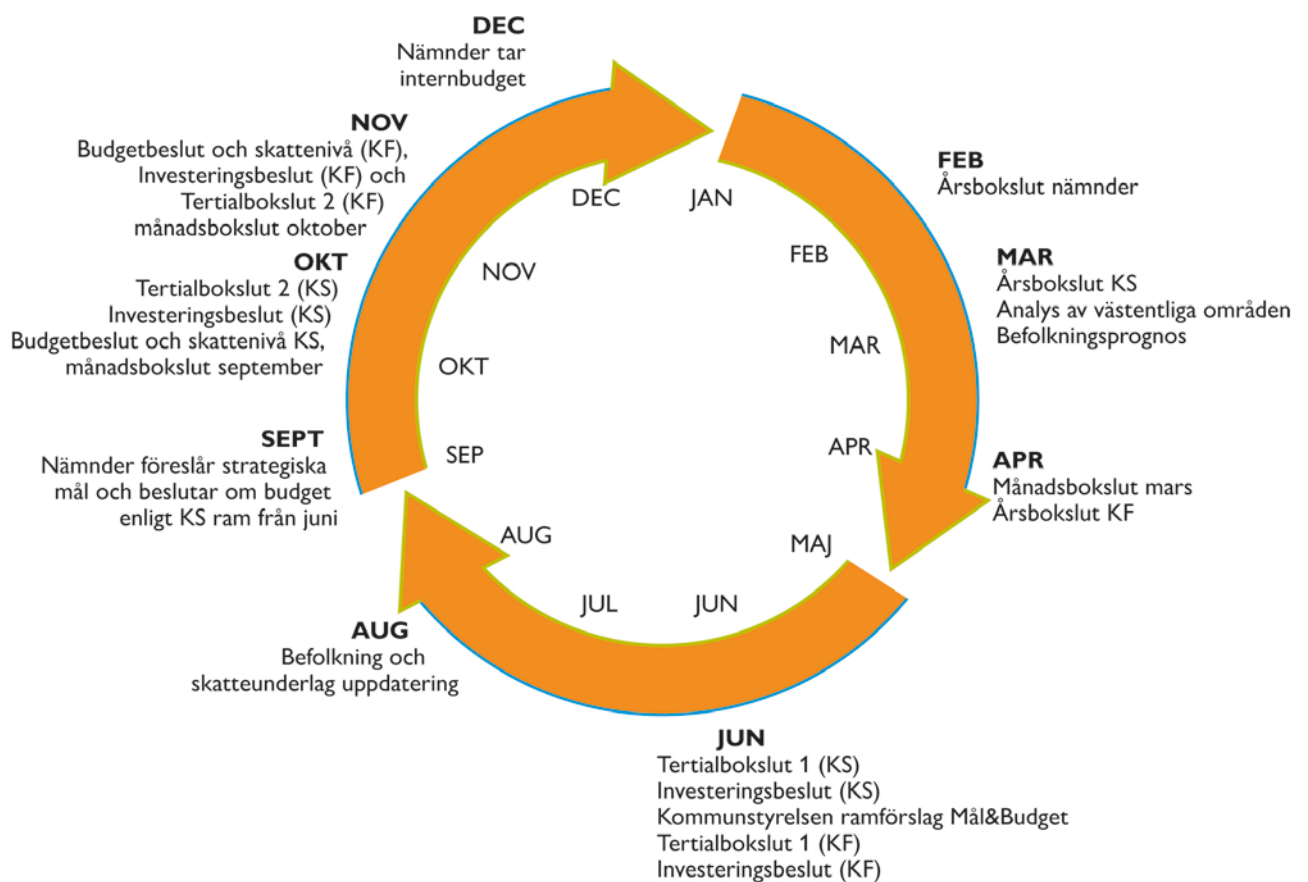 DEC
Nämnder tar
internbudget
NOV
Budgetbeslut och skattenivå (KF),
Investeringsbeslut (KF) och
Tertialbokslut 2 (KF)
månadsbokslut oktober
OKT
Tertialbokslut 2 (KS)
Investeringsbeslut (KS)
Budgetbeslut och skattenivå KS,
månadsbokslut september
SEPT
Nämnder föreslår strategiska
mål och beslutar om budget
enligt KS ram från juni
AUG
Befolkning och
skatteunderlag uppdatering
JUN
Tertialbokslut 1 (KS)
Investeringsbeslut (KS)
Kommunstyrelsen ramförslag Mål&Budget
Tertialbokslut 1 (KF)
Investeringsbeslut (KF)
APR
Månadsbokslut mars
Årsbokslut KF
MAR
Årsbokslut KS
Analys av västentliga områden
Befolkningsprognos
FEB
Årsbokslut nämnder
JAN
FEB
MAR
APR
MAJ
JUN
JUL
AUG
SEP
OKT
NOV
DEC